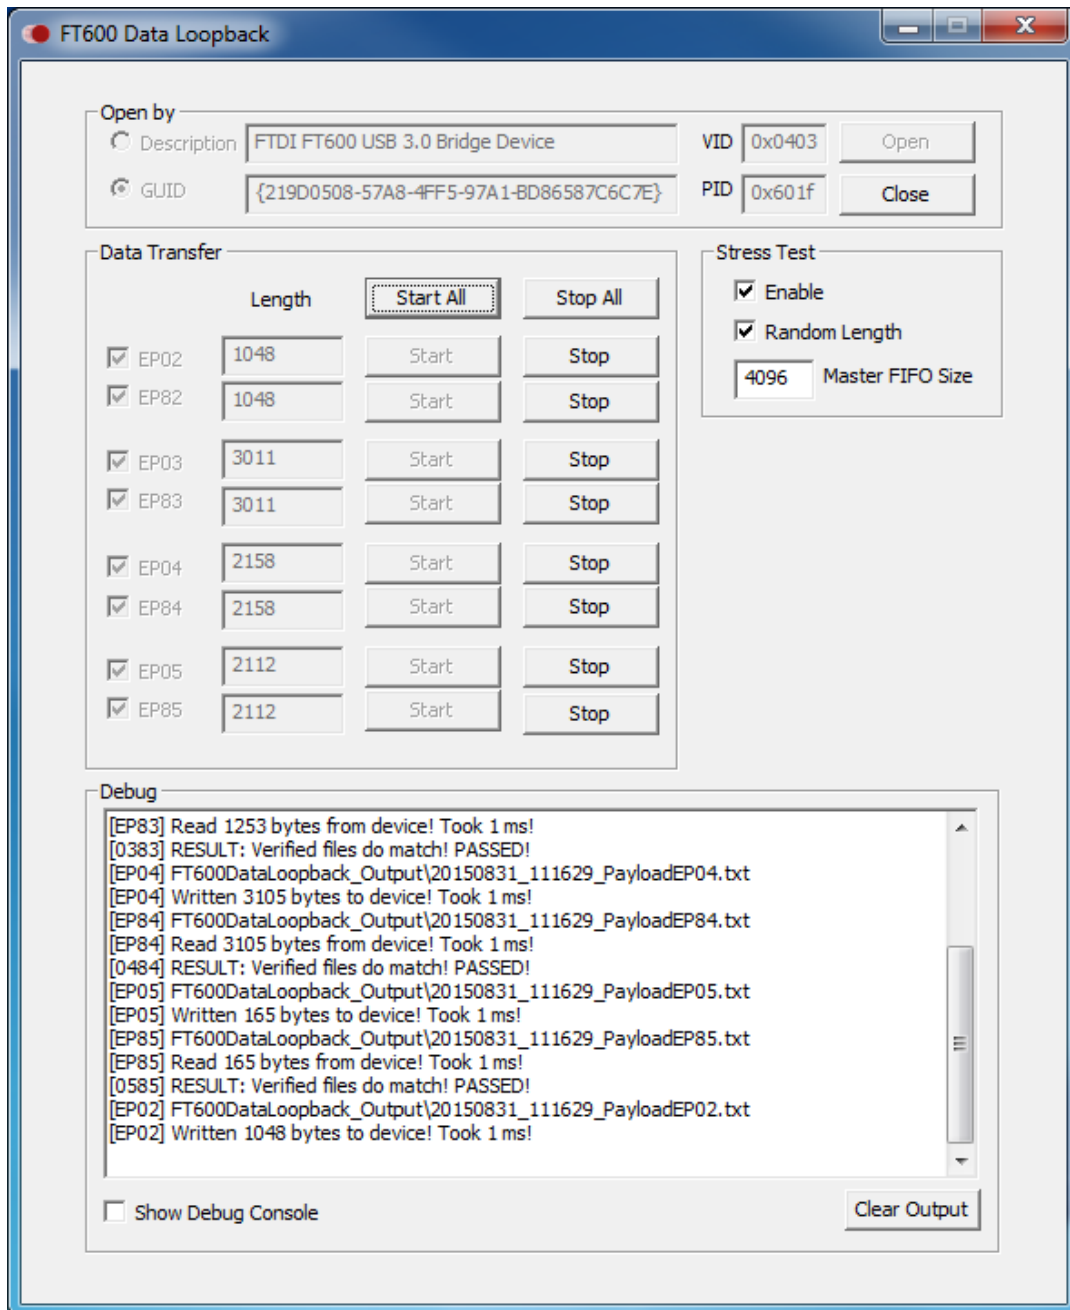 FT600 Data Loopback
Open by
Description FTDI FT600 USB 3.0 Bridge Device VID 0x0403 Open
GUID {219D0508-57A8-4FF5-97A1-BD86587C6C7E} PID 0x601f Close
Data Transfer
Length Start All Stop All
EP02 1048 Start Stop
EP82 1048 Start Stop
EP03 3011 Start Stop
EP83 3011 Start Stop
EP04 2158 Start Stop
EP84 2158 Start Stop
EP05 2112 Start Stop
EP85 2112 Start Stop
Stress Test
Enable
Random Length
4096 Master FIFO Size
Debug
[EP83] Read 1253 bytes from device! Took 1 ms!
[0383] RESULT: Verified files do match! PASSED!
[EP04] FT600DataLoopback_Output\20150831_111629_PayloadEP04.txt
[EP04] Written 3105 bytes to device! Took 1 ms!
[EP84] FT600DataLoopback_Output\20150831_111629_PayloadEP84.txt
[EP84] Read 3105 bytes from device! Took 1 ms!
[0484] RESULT: Verified files do match! PASSED!
[EP05] FT600DataLoopback_Output\20150831_111629_PayloadEP05.txt
[EP05] Written 165 bytes to device! Took 1 ms!
[EP85] FT600DataLoopback_Output\20150831_111629_PayloadEP85.txt
[EP85] Read 165 bytes from device! Took 1 ms!
[0585] RESULT: Verified files do match! PASSED!
[EP02] FT600DataLoopback_Output\20150831_111629_PayloadEP02.txt
[EP02] Written 1048 bytes to device! Took 1 ms!
Show Debug Console Clear Output